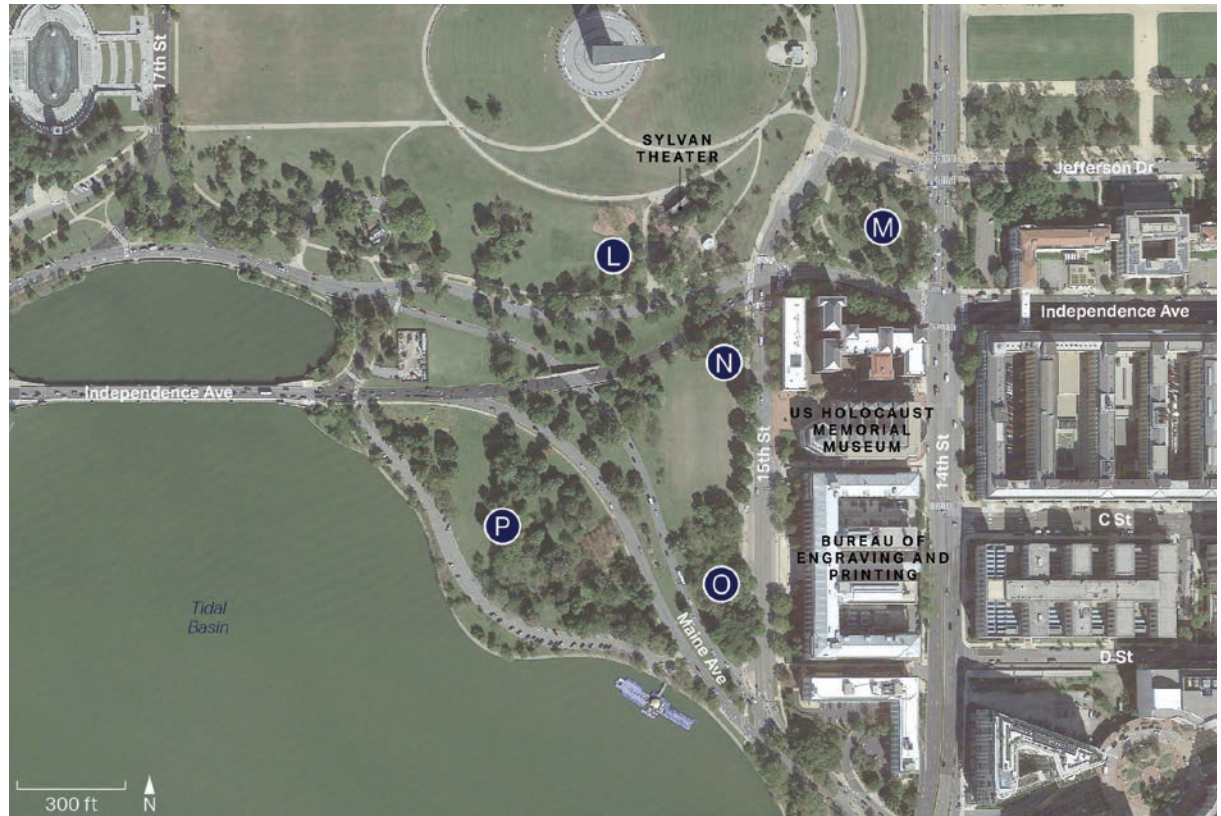 17th St
SYLVAN
THEATER
Jefferson Dr
M
L
Independence Ave
N
Independence Ave
US HOLOCAUST
MEMORIAL
MUSEUM
15th St
14th St
P
C St
BUREAU OF
ENGRAVING AND
PRINTING
O
Tidal
Basin
Maine Ave
D St
300 ft
N